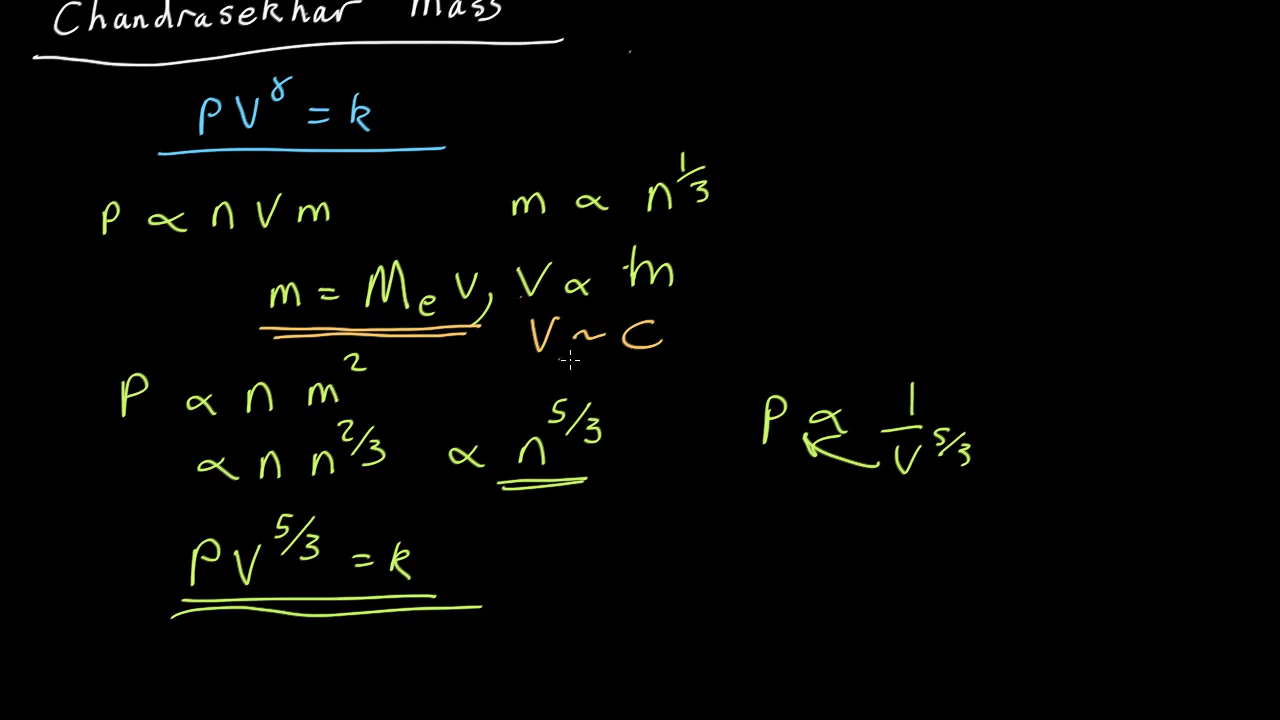 Chandrasekhar Mass
PV^γ = k
P ∝ n V m
m ∝ n^{1/3}
m = M_e v, V ∝ m
V ~ C
P ∝ n m^2
∝ n n^{2/3} ∝ n^{5/3}
P ∝ 1/V^{5/3}
PV^{5/3} = k